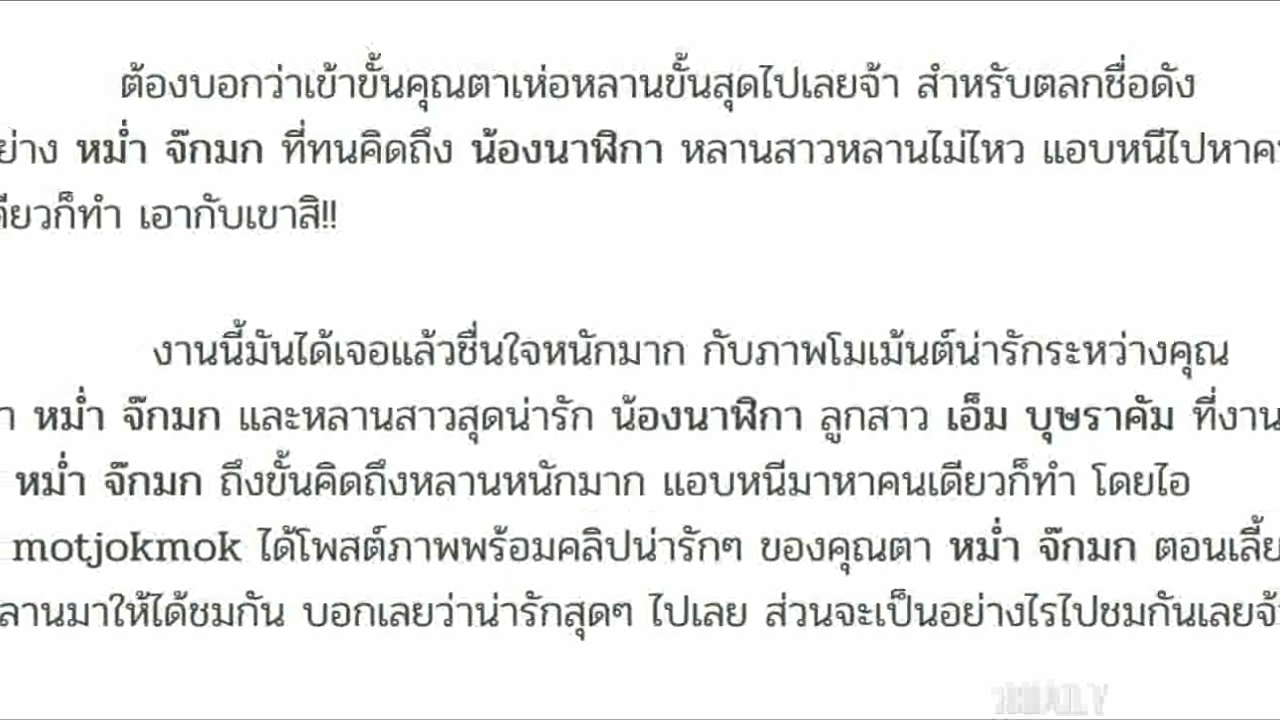 ต้องบอกว่าเข้าขั้นคุณตาเห่อหลานขั้นสุดไปเลยจ้า สำหรับตลกชื่อดัง
ย่าง หม่ำ จ๊กมก ที่ทนคิดถึง น้องนาฬิกา หลานสาวหลานไม่ไหว แอบหนีไปหาค
ดียวก็ทำ เอากับเขาสิ!!
งานนี้มันได้เจอแล้วชื่นใจหนักมาก กับภาพโมเม้นต์น่ารักระหว่างคุณ
า หม่ำ จ๊กมก และหลานสาวสุดน่ารัก น้องนาฬิกา ลูกสาว เอ็ม บุษราคัม ที่งาน
หม่ำ จ๊กมก ถึงขั้นคิดถึงหลานหนักมาก แอบหนีมาหาคนเดียวก็ทำ โดยไอ
motjokmok ได้โพสต์ภาพพร้อมคลิปน่ารักๆ ของคุณตา หม่ำ จ๊กมก ตอนเลี้ย
ลานมาให้ได้ชมกัน บอกเลยว่าน่ารักสุดๆ ไปเลย ส่วนจะเป็นอย่างไรไปชมกันเลยจ้